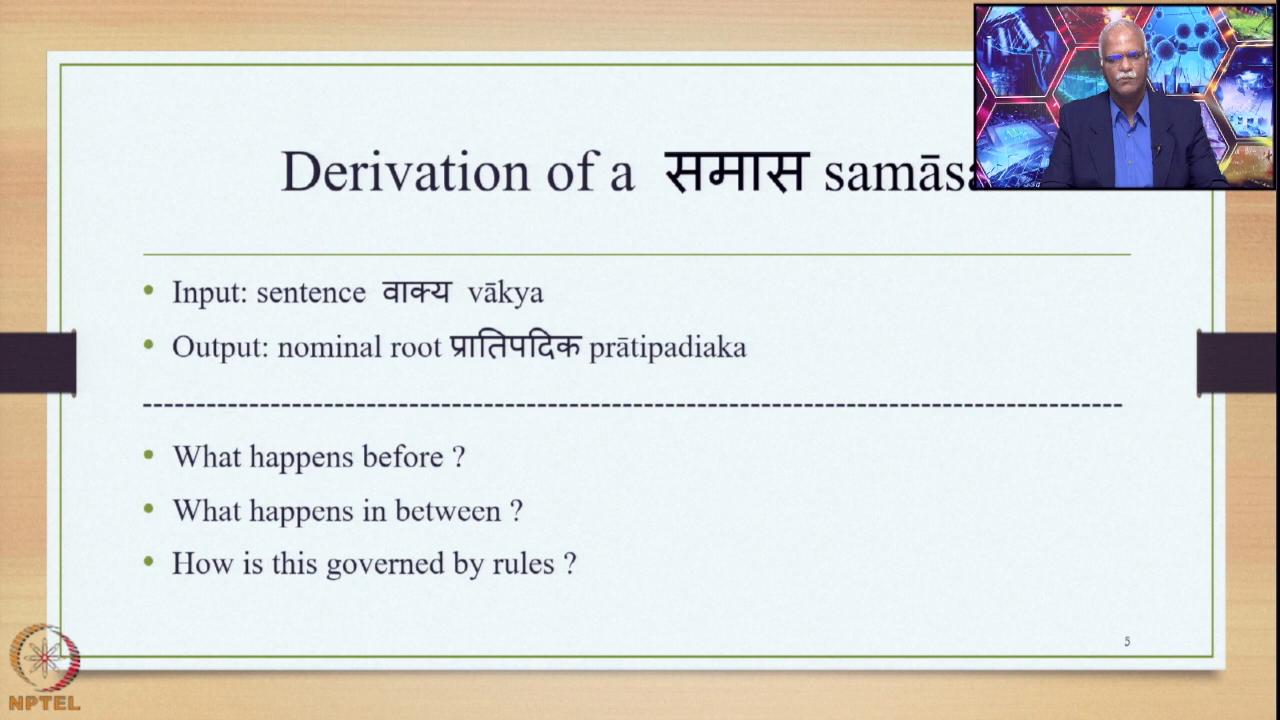 Derivation of a समास samāsa
Input: sentence वाक्य vākya
Output: nominal root प्रातिपदिक prātipadiaka
--------------------------------------------------------------------------------------------
What happens before ?
What happens in between ?
How is this governed by rules ?
5
NPTEL